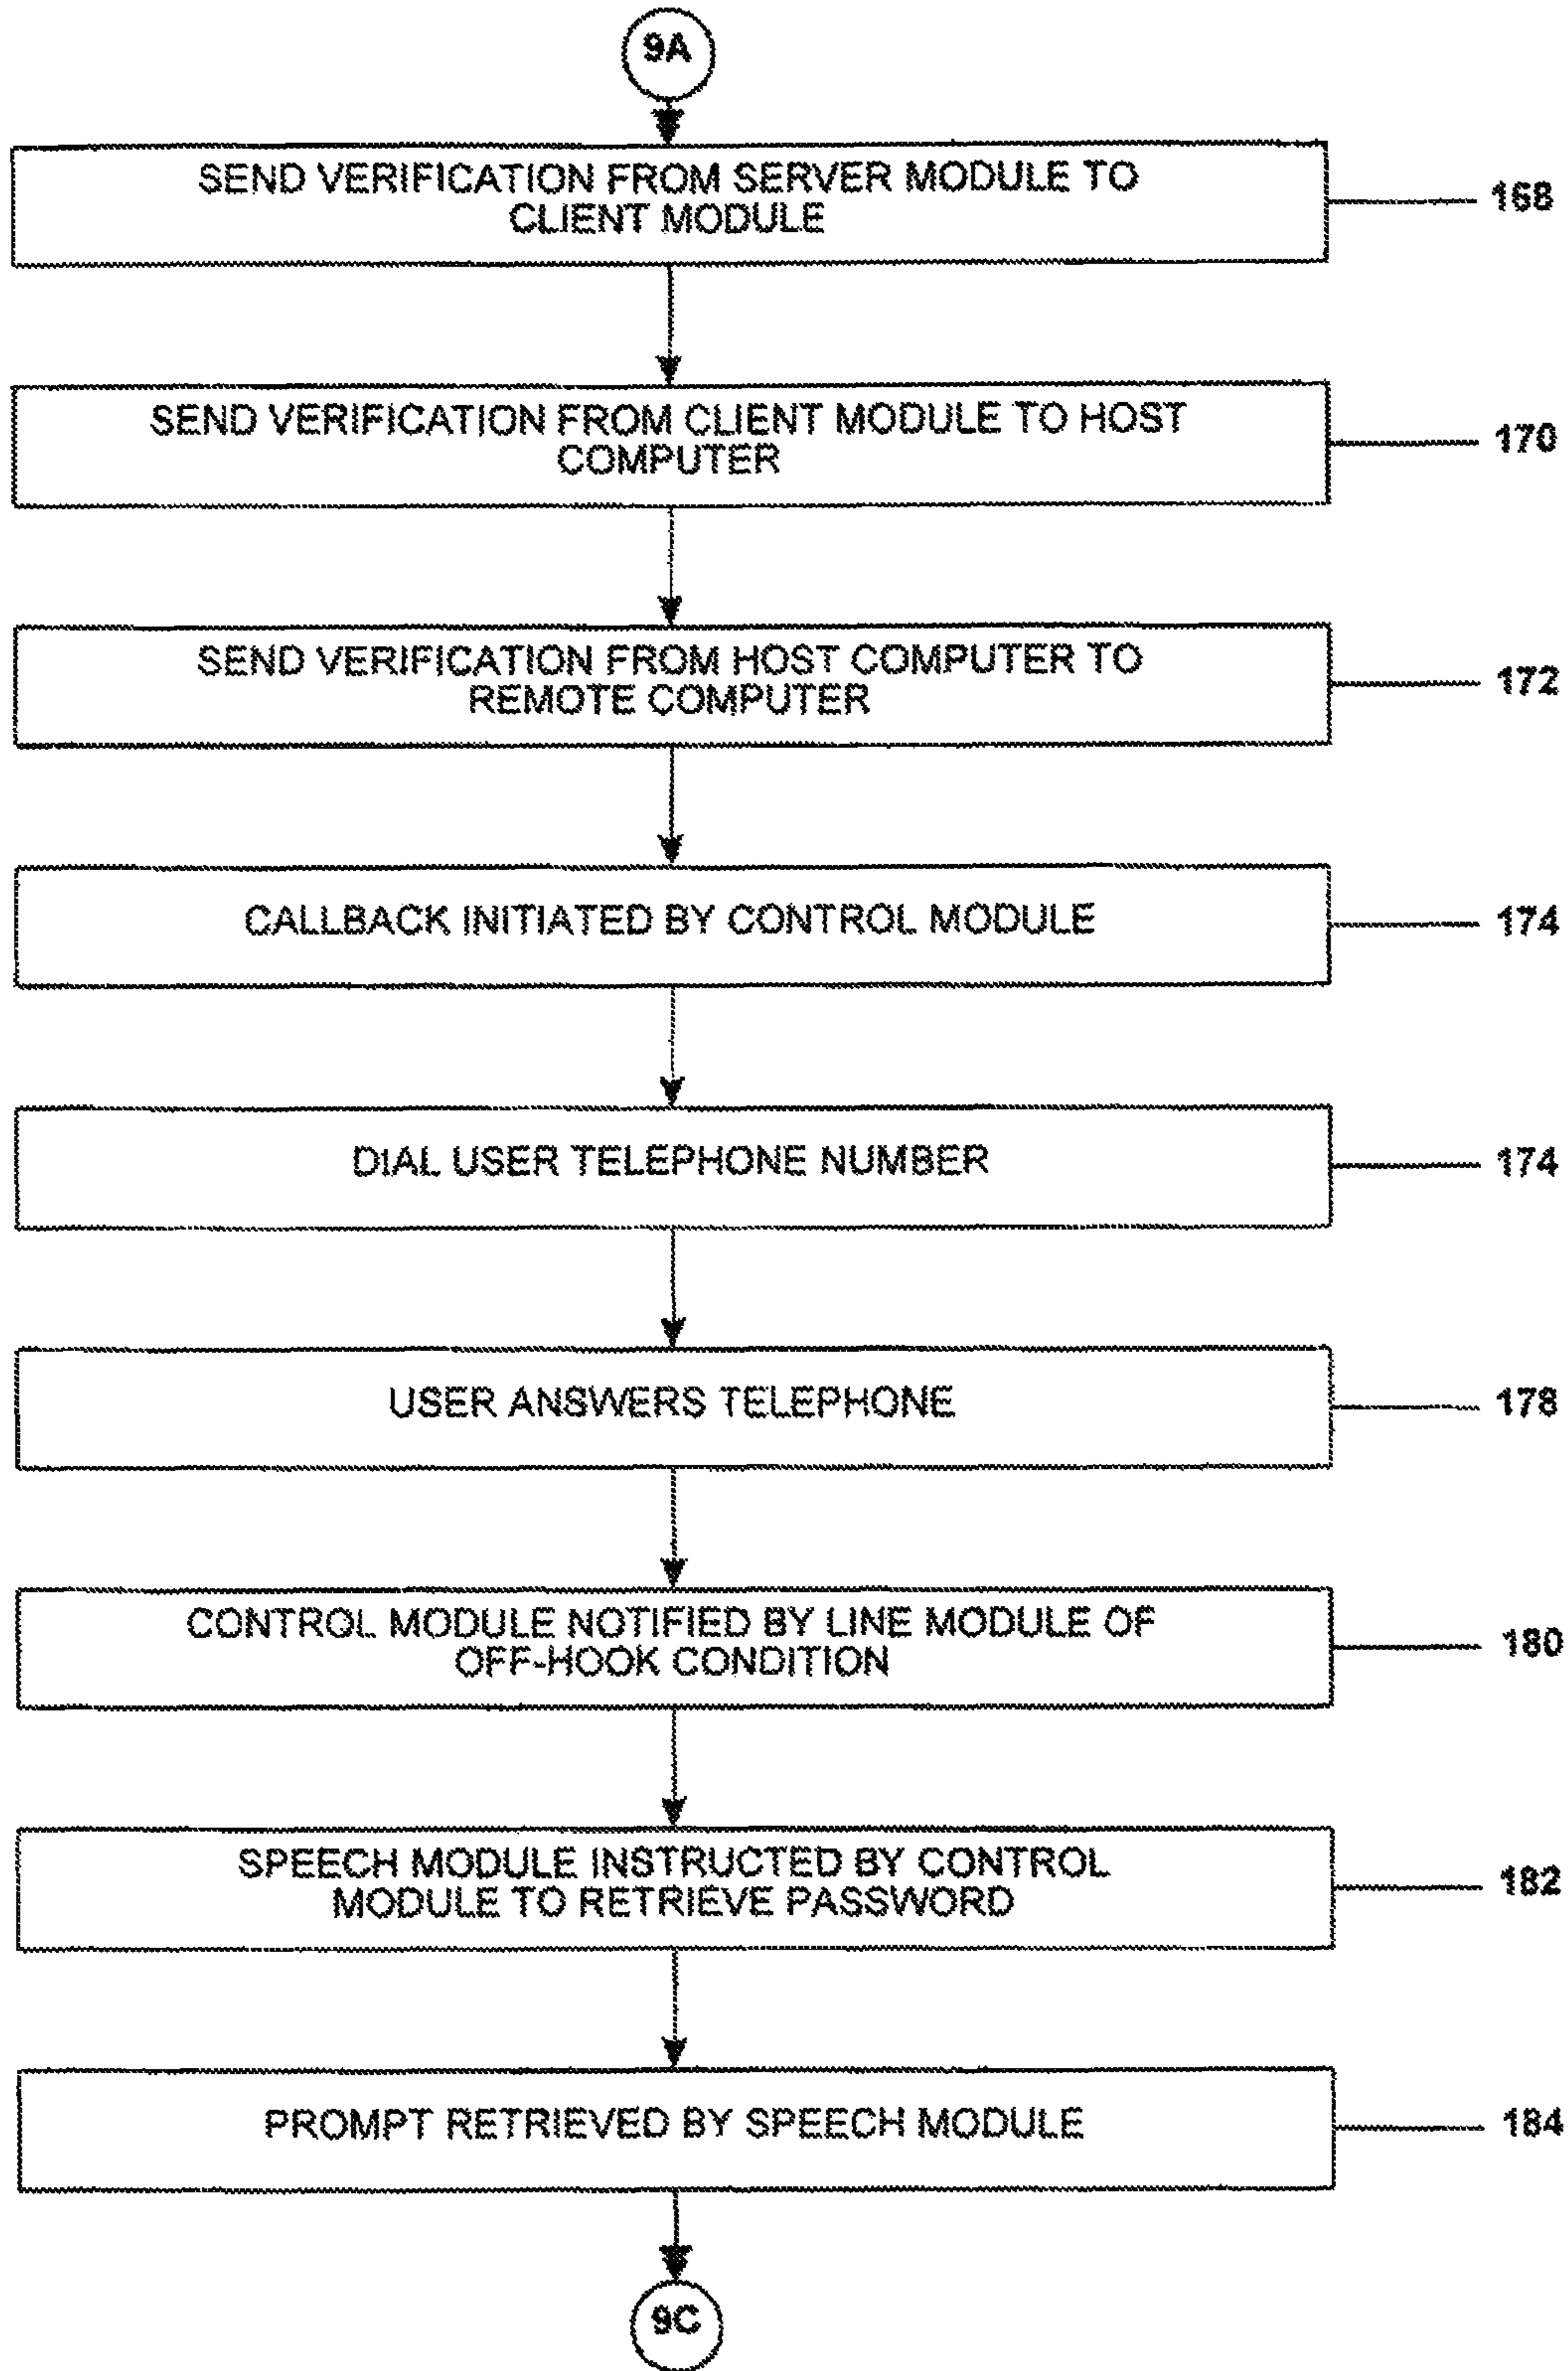 9A
SEND VERIFICATION FROM SERVER MODULE TO
CLIENT MODULE
168
SEND VERIFICATION FROM CLIENT MODULE TO HOST
COMPUTER
170
SEND VERIFICATION FROM HOST COMPUTER TO
REMOTE COMPUTER
172
CALLBACK INITIATED BY CONTROL MODULE
174
DIAL USER TELEPHONE NUMBER
174
USER ANSWERS TELEPHONE
178
CONTROL MODULE NOTIFIED BY LINE MODULE OF
OFF-HOOK CONDITION
180
SPEECH MODULE INSTRUCTED BY CONTROL
MODULE TO RETRIEVE PASSWORD
182
PROMPT RETRIEVED BY SPEECH MODULE
184
9C